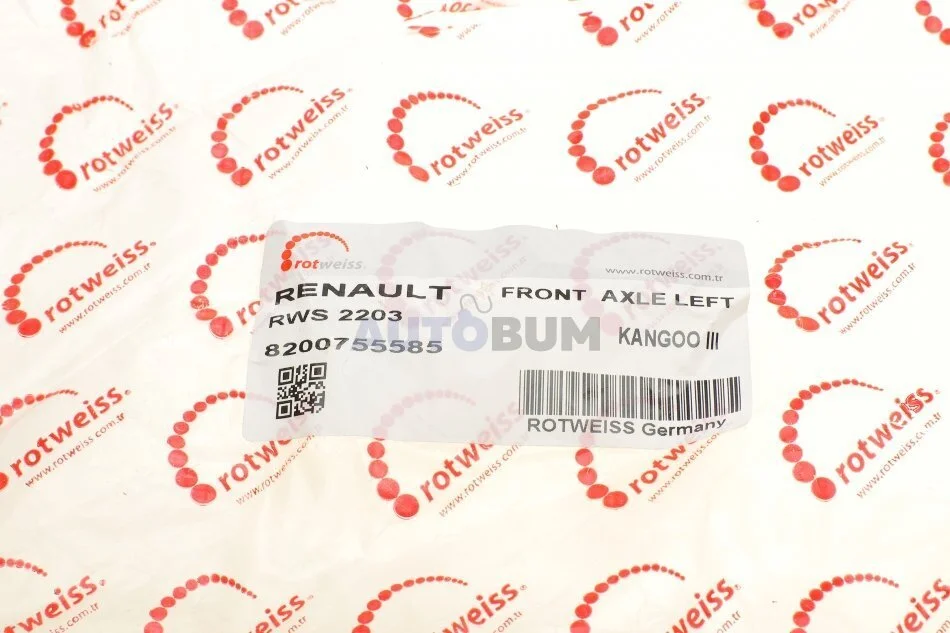 rotweiss
www.rotweiss.com.tr
RENAULT
FRONT AXLE LEFT
RWS 2203
KANGOO III
AUTOBUM
8200755585
ROTWEISS Germany
rotweiss
www.rotweiss.com.tr